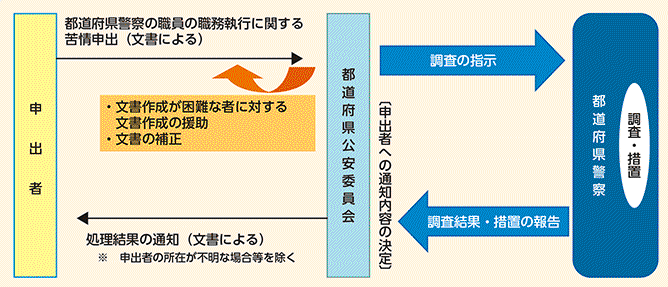 都道府県警察の職員の職務執行に関する
苦情申出（文書による）
申出者
・文書作成が困難な者に対する
文書作成の援助
・文書の補正
処理結果の通知（文書による）
※　申出者の所在が不明な場合等を除く
都道府県公安委員会
〔申出者への通知内容の決定〕
調査の指示
調査結果・措置の報告
都道府県警察
調査・措置